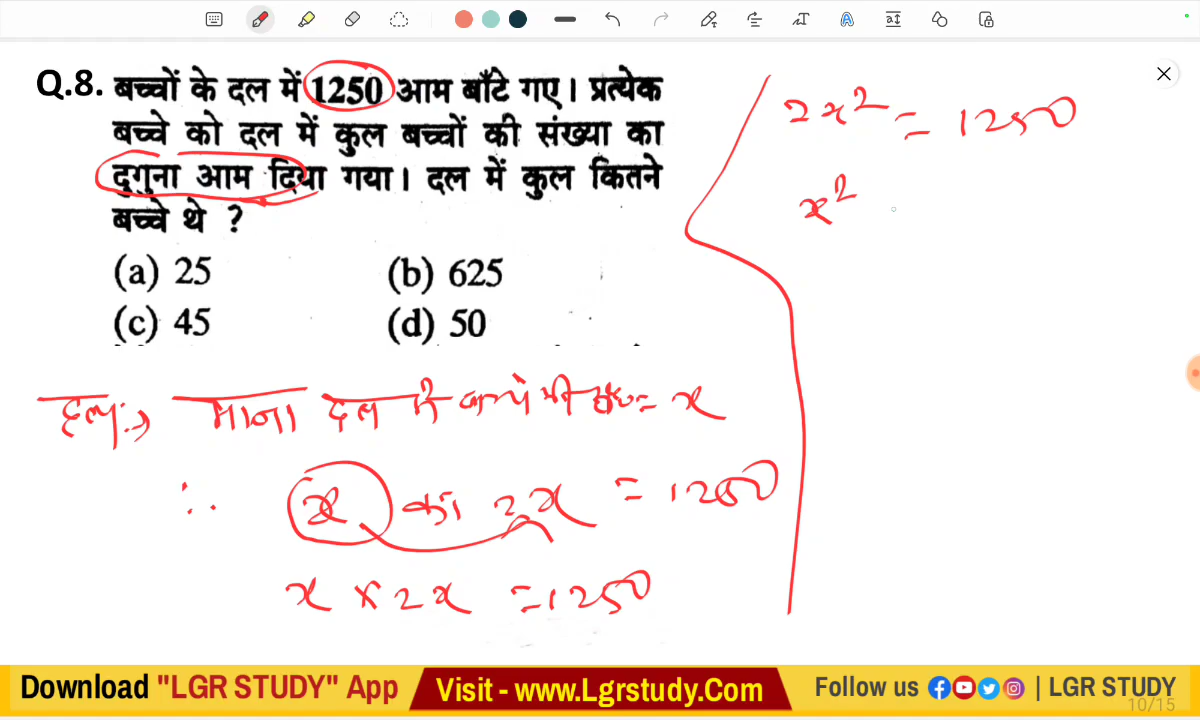 Q.8. बच्चों के दल में 1250 आम बाँटे गए। प्रत्येक
बच्चे को दल में कुल बच्चों की संख्या का
दुगुना आम दिया गया। दल में कुल कितने
बच्चे थे ?
(a) 25 (b) 625
(c) 45 (d) 50
हल:→ माना दल में बच्चों की = x
∴ x का 2x = 1250
x × 2x = 1250
2x² = 1250
x²
Download "LGR STUDY" App
Visit - www.Lgrstudy.Com
Follow us | LGR STUDY
10/15